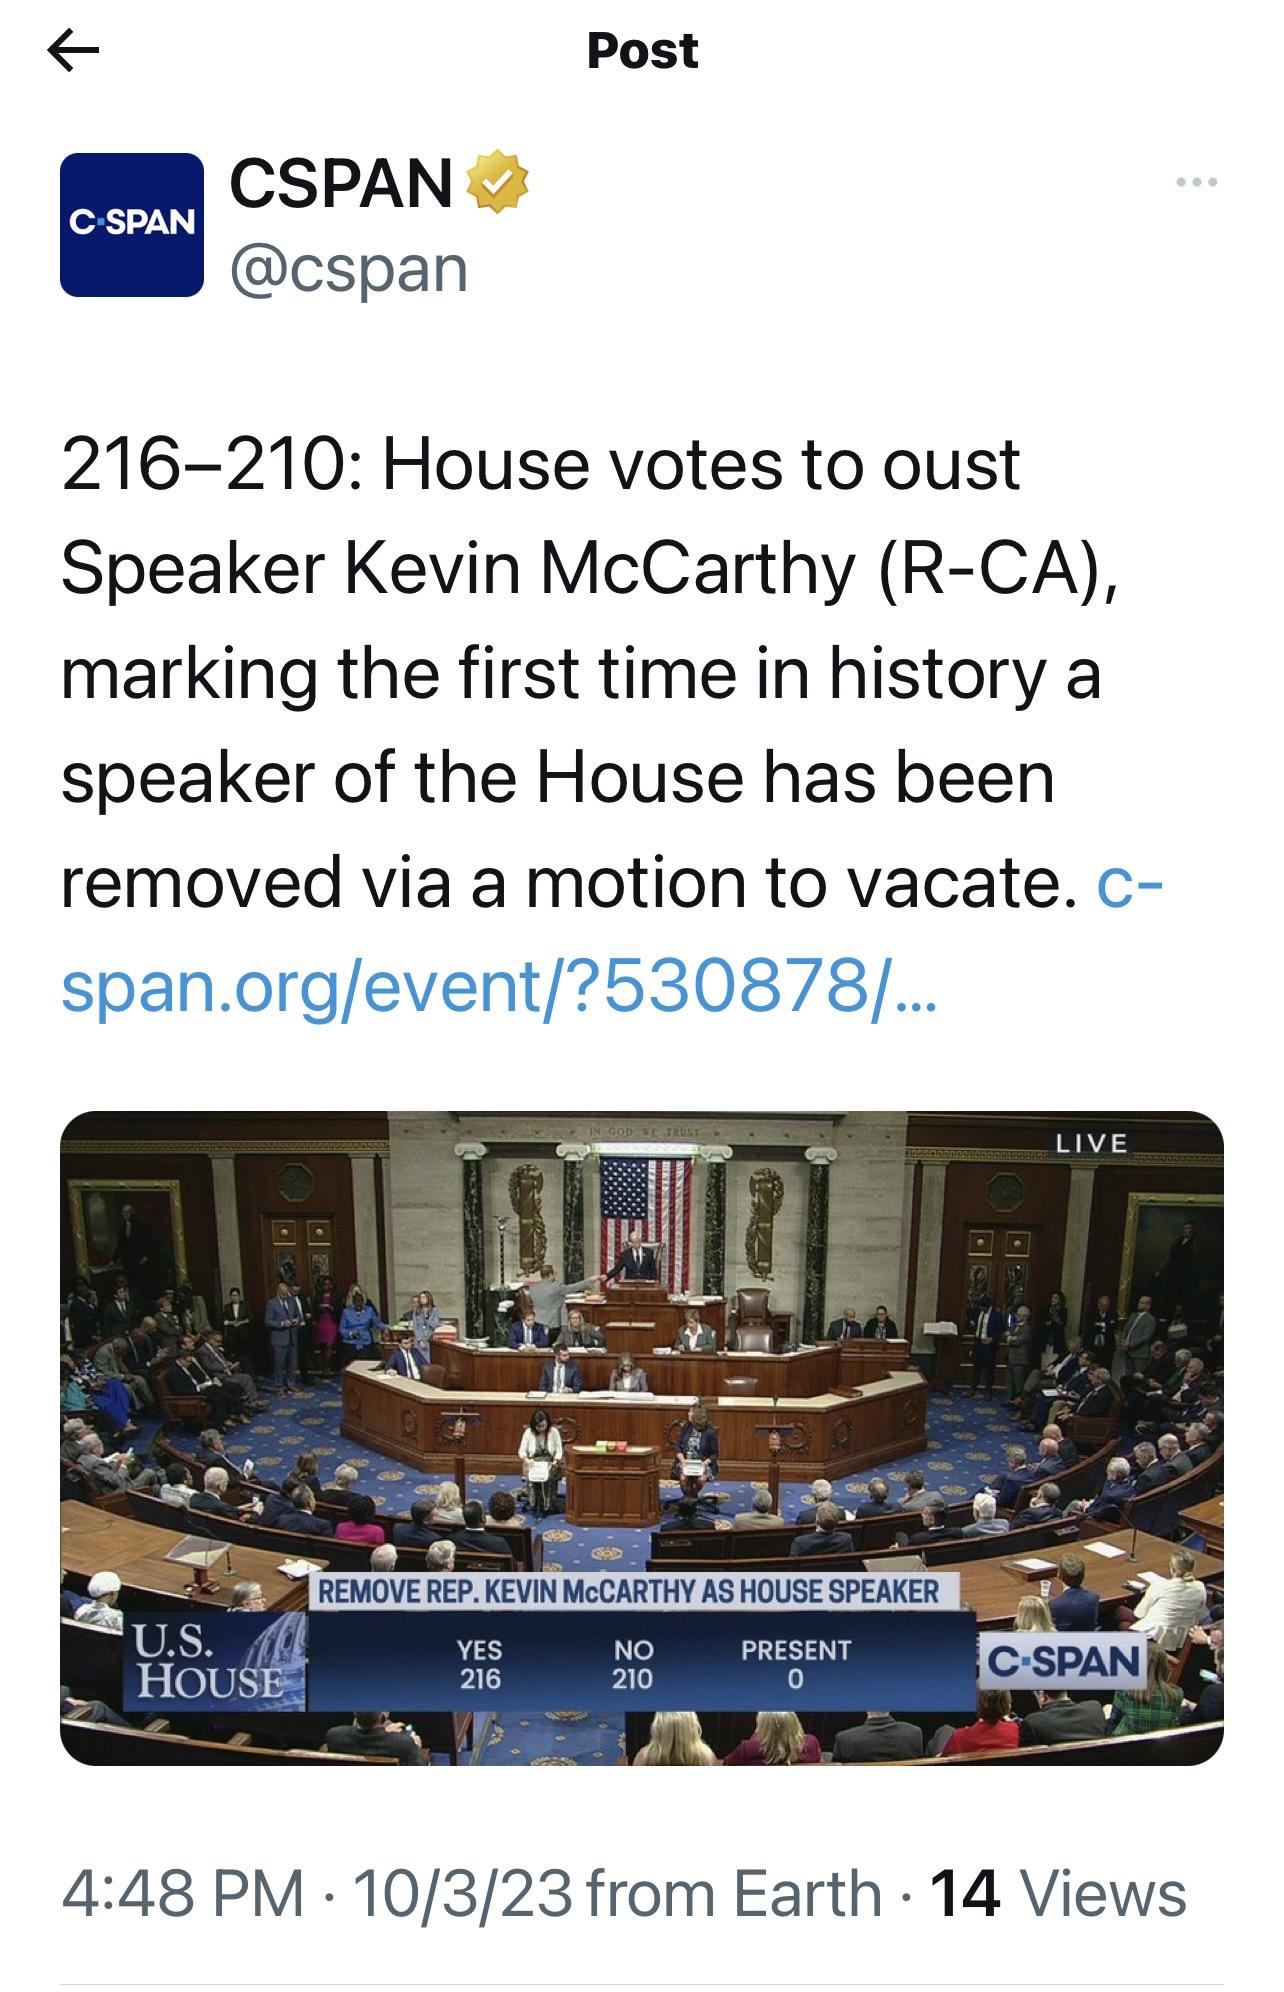 Post
C·SPAN
CSPAN
@cspan
216–210: House votes to oust
Speaker Kevin McCarthy (R-CA),
marking the first time in history a
speaker of the House has been
removed via a motion to vacate. c-
span.org/event/?530878/…
IN GOD WE TRUST
LIVE
REMOVE REP. KEVIN McCARTHY AS HOUSE SPEAKER
U.S.
HOUSE
YES NO PRESENT
216 210 0
C·SPAN
4:48 PM · 10/3/23 from Earth · 14 Views